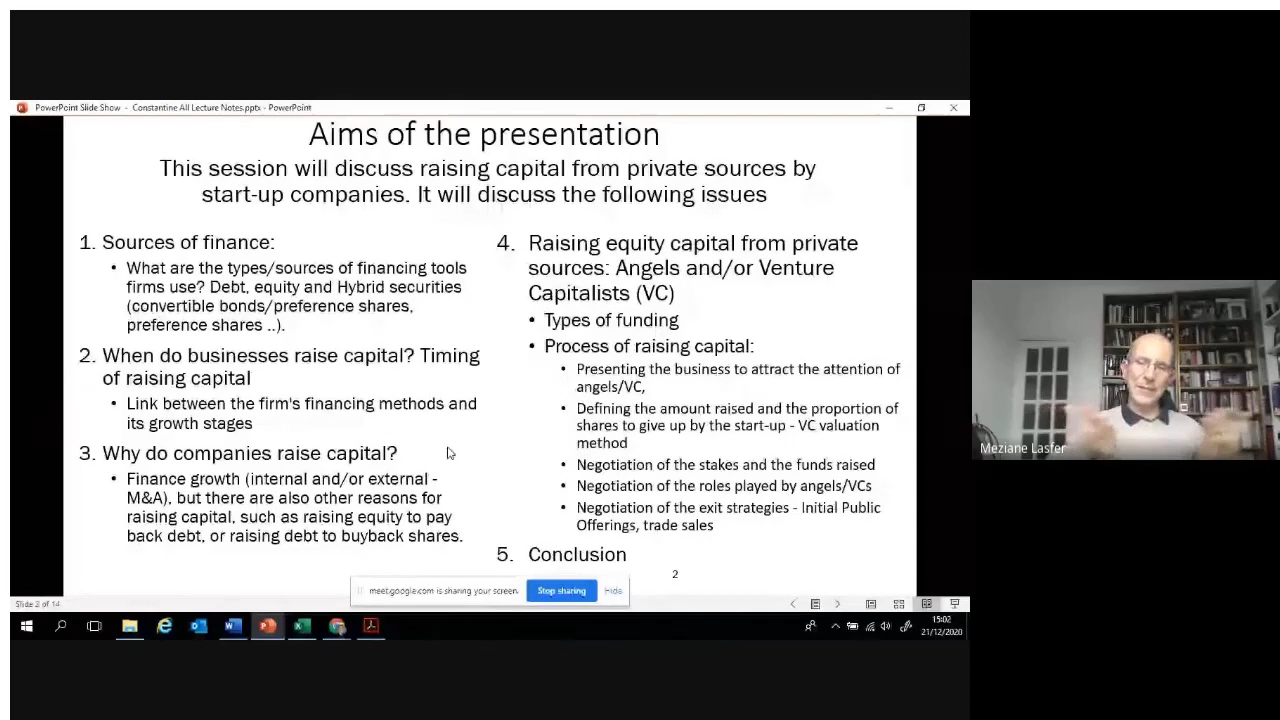 PowerPoint Slide Show - Constantine All Lecture Notes.pptx - PowerPoint
Aims of the presentation
This session will discuss raising capital from private sources by
start-up companies. It will discuss the following issues
1. Sources of finance:
• What are the types/sources of financing tools
firms use? Debt, equity and Hybrid securities
(convertible bonds/preference shares,
preference shares ..).
2. When do businesses raise capital? Timing
of raising capital
• Link between the firm's financing methods and
its growth stages
3. Why do companies raise capital?
• Finance growth (internal and/or external -
M&A), but there are also other reasons for
raising capital, such as raising equity to pay
back debt, or raising debt to buyback shares.
4. Raising equity capital from private
sources: Angels and/or Venture
Capitalists (VC)
• Types of funding
• Process of raising capital:
• Presenting the business to attract the attention of
angels/VC,
• Defining the amount raised and the proportion of
shares to give up by the start-up - VC valuation
method
• Negotiation of the stakes and the funds raised
• Negotiation of the roles played by angels/VCs
• Negotiation of the exit strategies - Initial Public
Offerings, trade sales
5. Conclusion
2
meet.google.com is sharing your screen.
Stop sharing
Hide
Slide 2 of 14
15:02
21/12/2020
Meziane Lasfer